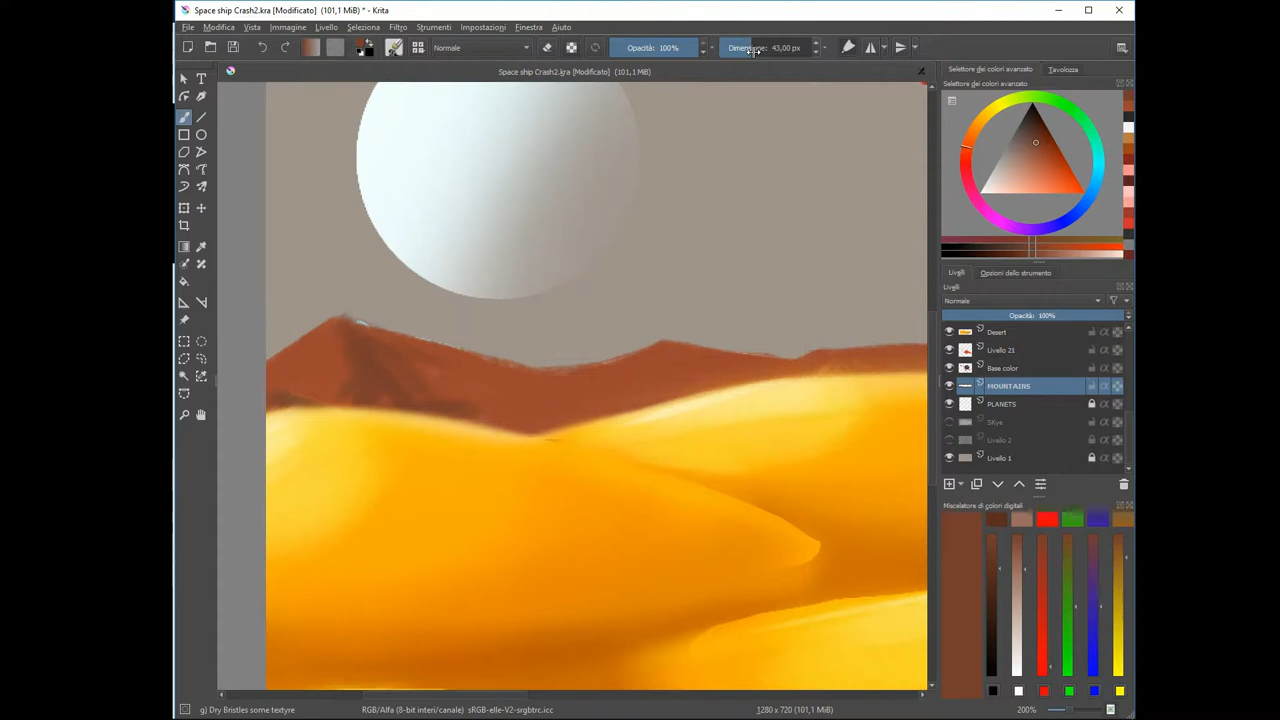 Space ship Crash2.kra [Modificato] (101,1 MiB) * - Krita
File Modifica Vista Immagine Livello Seleziona Filtro Strumenti Impostazioni Finestra Aiuto
Normale Opacità: 100% Dimensione: 43,00 px
Space ship Crash2.kra [Modificato] (101,1 MiB)
Selettore dei colori avanzato Tavolozza
Selettore dei colori avanzato
Livelli Opzioni dello strumento
Livelli
Normale
Opacità: 100%
Desert
Livello 21
Base color
MOUNTAINS
PLANETS
SKye
Livello 2
Livello 1
Miscelatore di colori digitali
g) Dry Bristles some textyre RGB/Alfa (8-bit interi/canale) sRGB-elle-V2-srgbtrc.icc 1280 x 720 (101,1 MiB) 200%